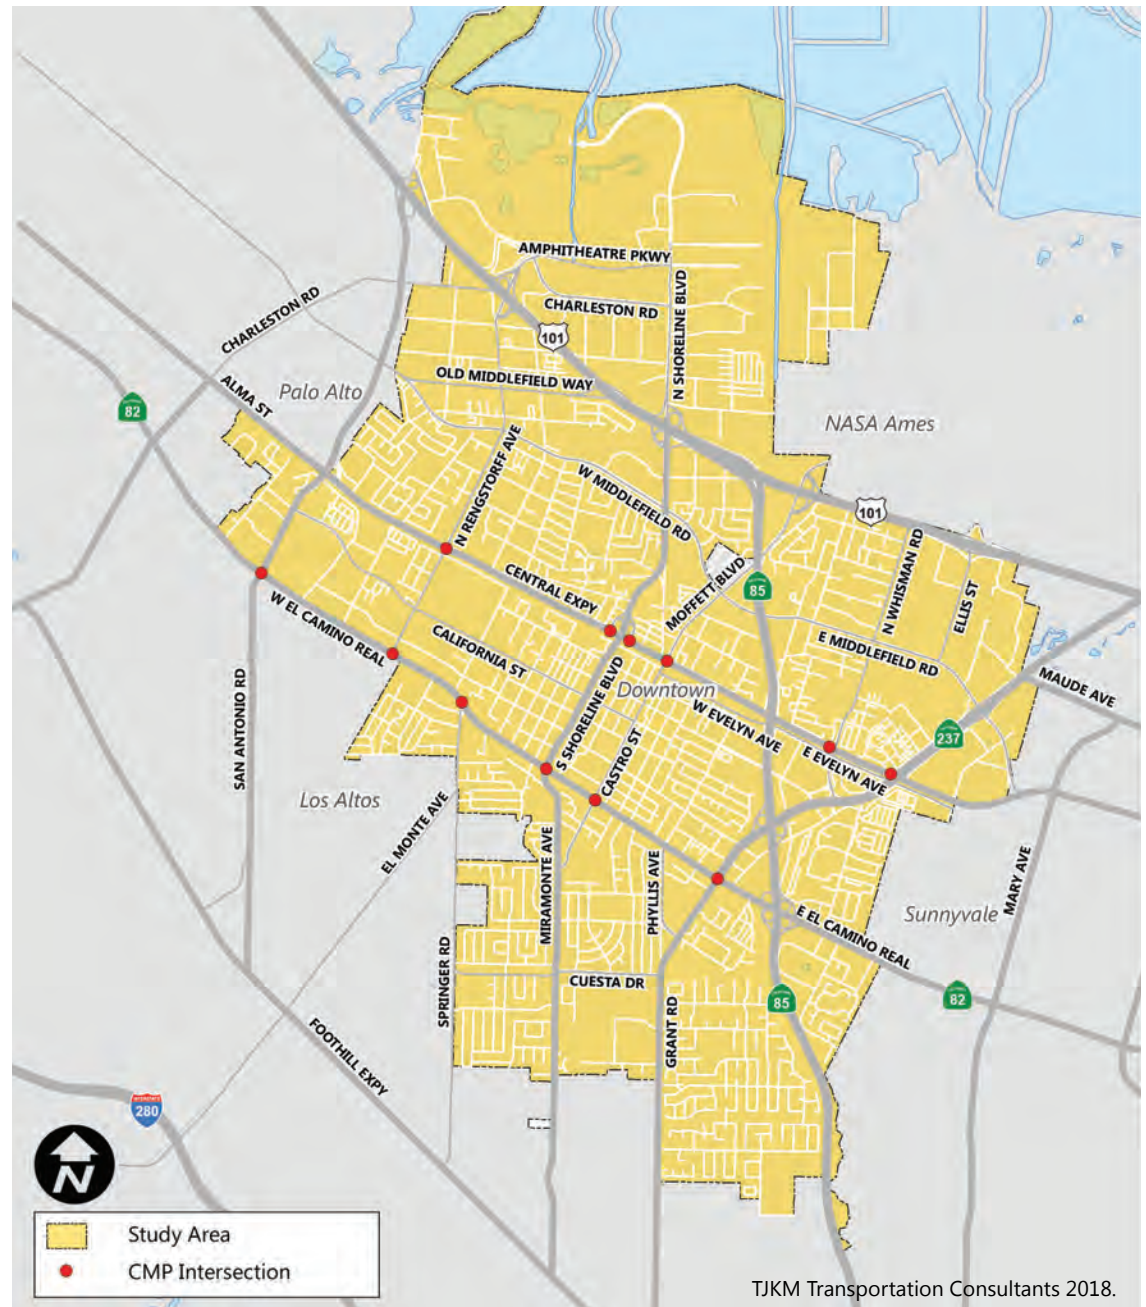 AMPHITHEATRE PKWY
CHARLESTON RD
N SHORELINE BLVD
CHARLESTON RD
101
OLD MIDDLEFIELD WAY
ALMA ST
Palo Alto
82
NASA Ames
N RENGSTORFF AVE
W MIDDLEFIELD RD
101
N WHISMAN RD
ELLIS ST
CENTRAL EXPY
MOFFETT BLVD
85
W EL CAMINO REAL
CALIFORNIA ST
E MIDDLEFIELD RD
MAUDE AVE
SAN ANTONIO RD
S SHORELINE BLVD
Downtown
W EVELYN AVE
237
E EVELYN AVE
CASTRO ST
Los Altos
EL MONTE AVE
MIRAMONTE AVE
PHYLLIS AVE
MARY AVE
Sunnyvale
E EL CAMINO REAL
SPRINGER RD
CUESTA DR
82
85
GRANT RD
FOOTHILL EXPY
280
N
Study Area
CMP Intersection
TJKM Transportation Consultants 2018.